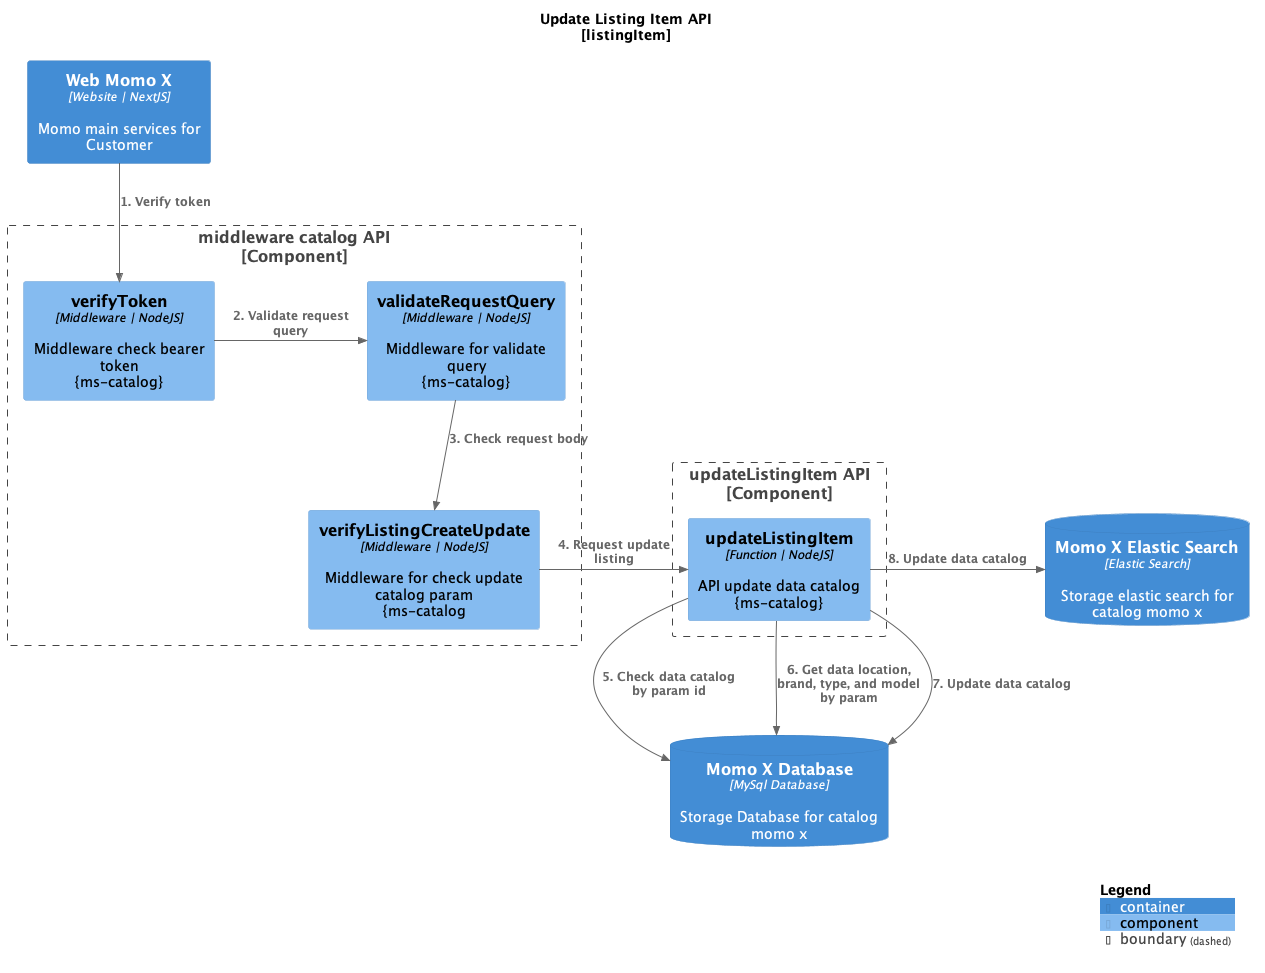 Update Listing Item API
[listingItem]
Web Momo X
[Website | NextJS]
Momo main services for
Customer
1. Verify token
middleware catalog API
[Component]
verifyToken
[Middleware | NodeJS]
Middleware check bearer
token
{ms-catalog}
2. Validate request
query
validateRequestQuery
[Middleware | NodeJS]
Middleware for validate
query
{ms-catalog}
3. Check request body
verifyListingCreateUpdate
[Middleware | NodeJS]
Middleware for check update
catalog param
{ms-catalog
4. Request update
listing
updateListingItem API
[Component]
updateListingItem
[Function | NodeJS]
API update data catalog
{ms-catalog}
8. Update data catalog
Momo X Elastic Search
[Elastic Search]
Storage elastic search for
catalog momo x
5. Check data catalog
by param id
6. Get data location,
brand, type, and model
by param
7. Update data catalog
Momo X Database
[MySql Database]
Storage Database for catalog
momo x
Legend
container
component
boundary (dashed)